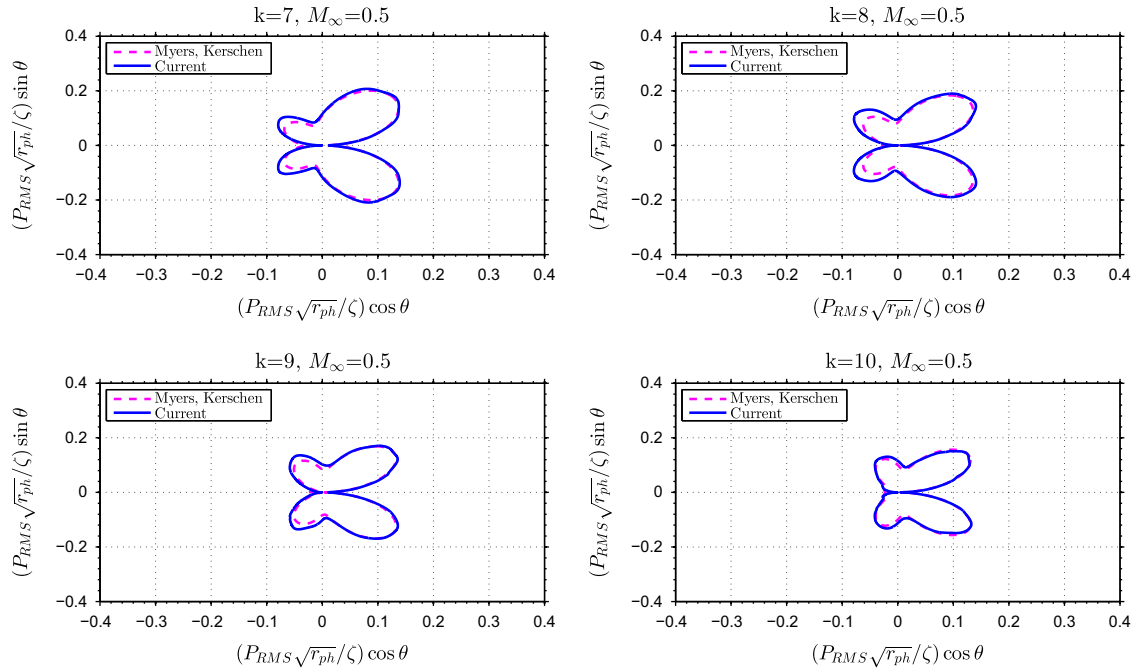 k=7, M∞=0.5
Myers, Kerschen
Current
0.4
0.2
0
−0.2
−0.4
(P_RMS√r_ph/ζ) sin θ
−0.4 −0.3 −0.2 −0.1 0 0.1 0.2 0.3 0.4
(P_RMS√r_ph/ζ) cos θ
k=8, M∞=0.5
Myers, Kerschen
Current
0.4
0.2
0
−0.2
−0.4
(P_RMS√r_ph/ζ) sin θ
−0.4 −0.3 −0.2 −0.1 0 0.1 0.2 0.3 0.4
(P_RMS√r_ph/ζ) cos θ
k=9, M∞=0.5
Myers, Kerschen
Current
0.4
0.2
0
−0.2
−0.4
(P_RMS√r_ph/ζ) sin θ
−0.4 −0.3 −0.2 −0.1 0 0.1 0.2 0.3 0.4
(P_RMS√r_ph/ζ) cos θ
k=10, M∞=0.5
Myers, Kerschen
Current
0.4
0.2
0
−0.2
−0.4
(P_RMS√r_ph/ζ) sin θ
−0.4 −0.3 −0.2 −0.1 0 0.1 0.2 0.3 0.4
(P_RMS√r_ph/ζ) cos θ